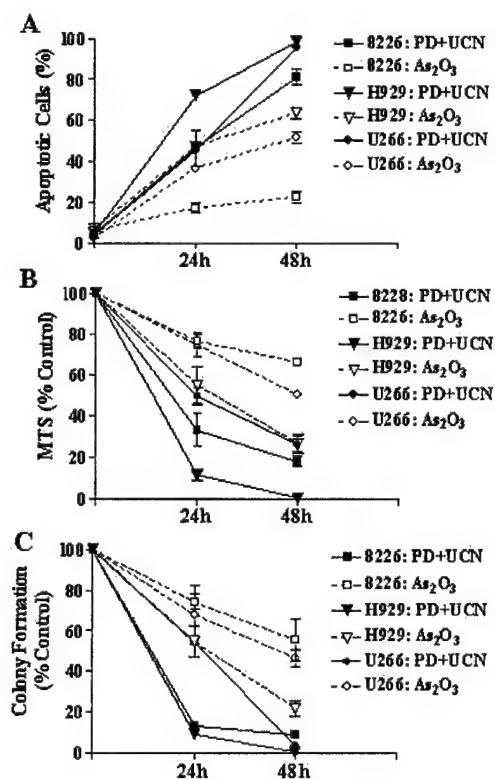 A
Apoptotic Cells (%)
100
80
60
40
20
0
24h
48h
8226: PD+UCN
8226: As₂O₃
H929: PD+UCN
H929: As₂O₃
U266: PD+UCN
U266: As₂O₃
B
MTS (% Control)
100
80
60
40
20
0
24h
48h
8228: PD+UCN
8226: As₂O₃
H929: PD+UCN
H929: As₂O₃
U266: PD+UCN
U266: As₂O₃
C
Colony Formation
(% Control)
100
80
60
40
20
0
24h
48h
8226: PD+UCN
8226: As₂O₃
H929: PD+UCN
H929: As₂O₃
U266: PD+UCN
U266: As₂O₃